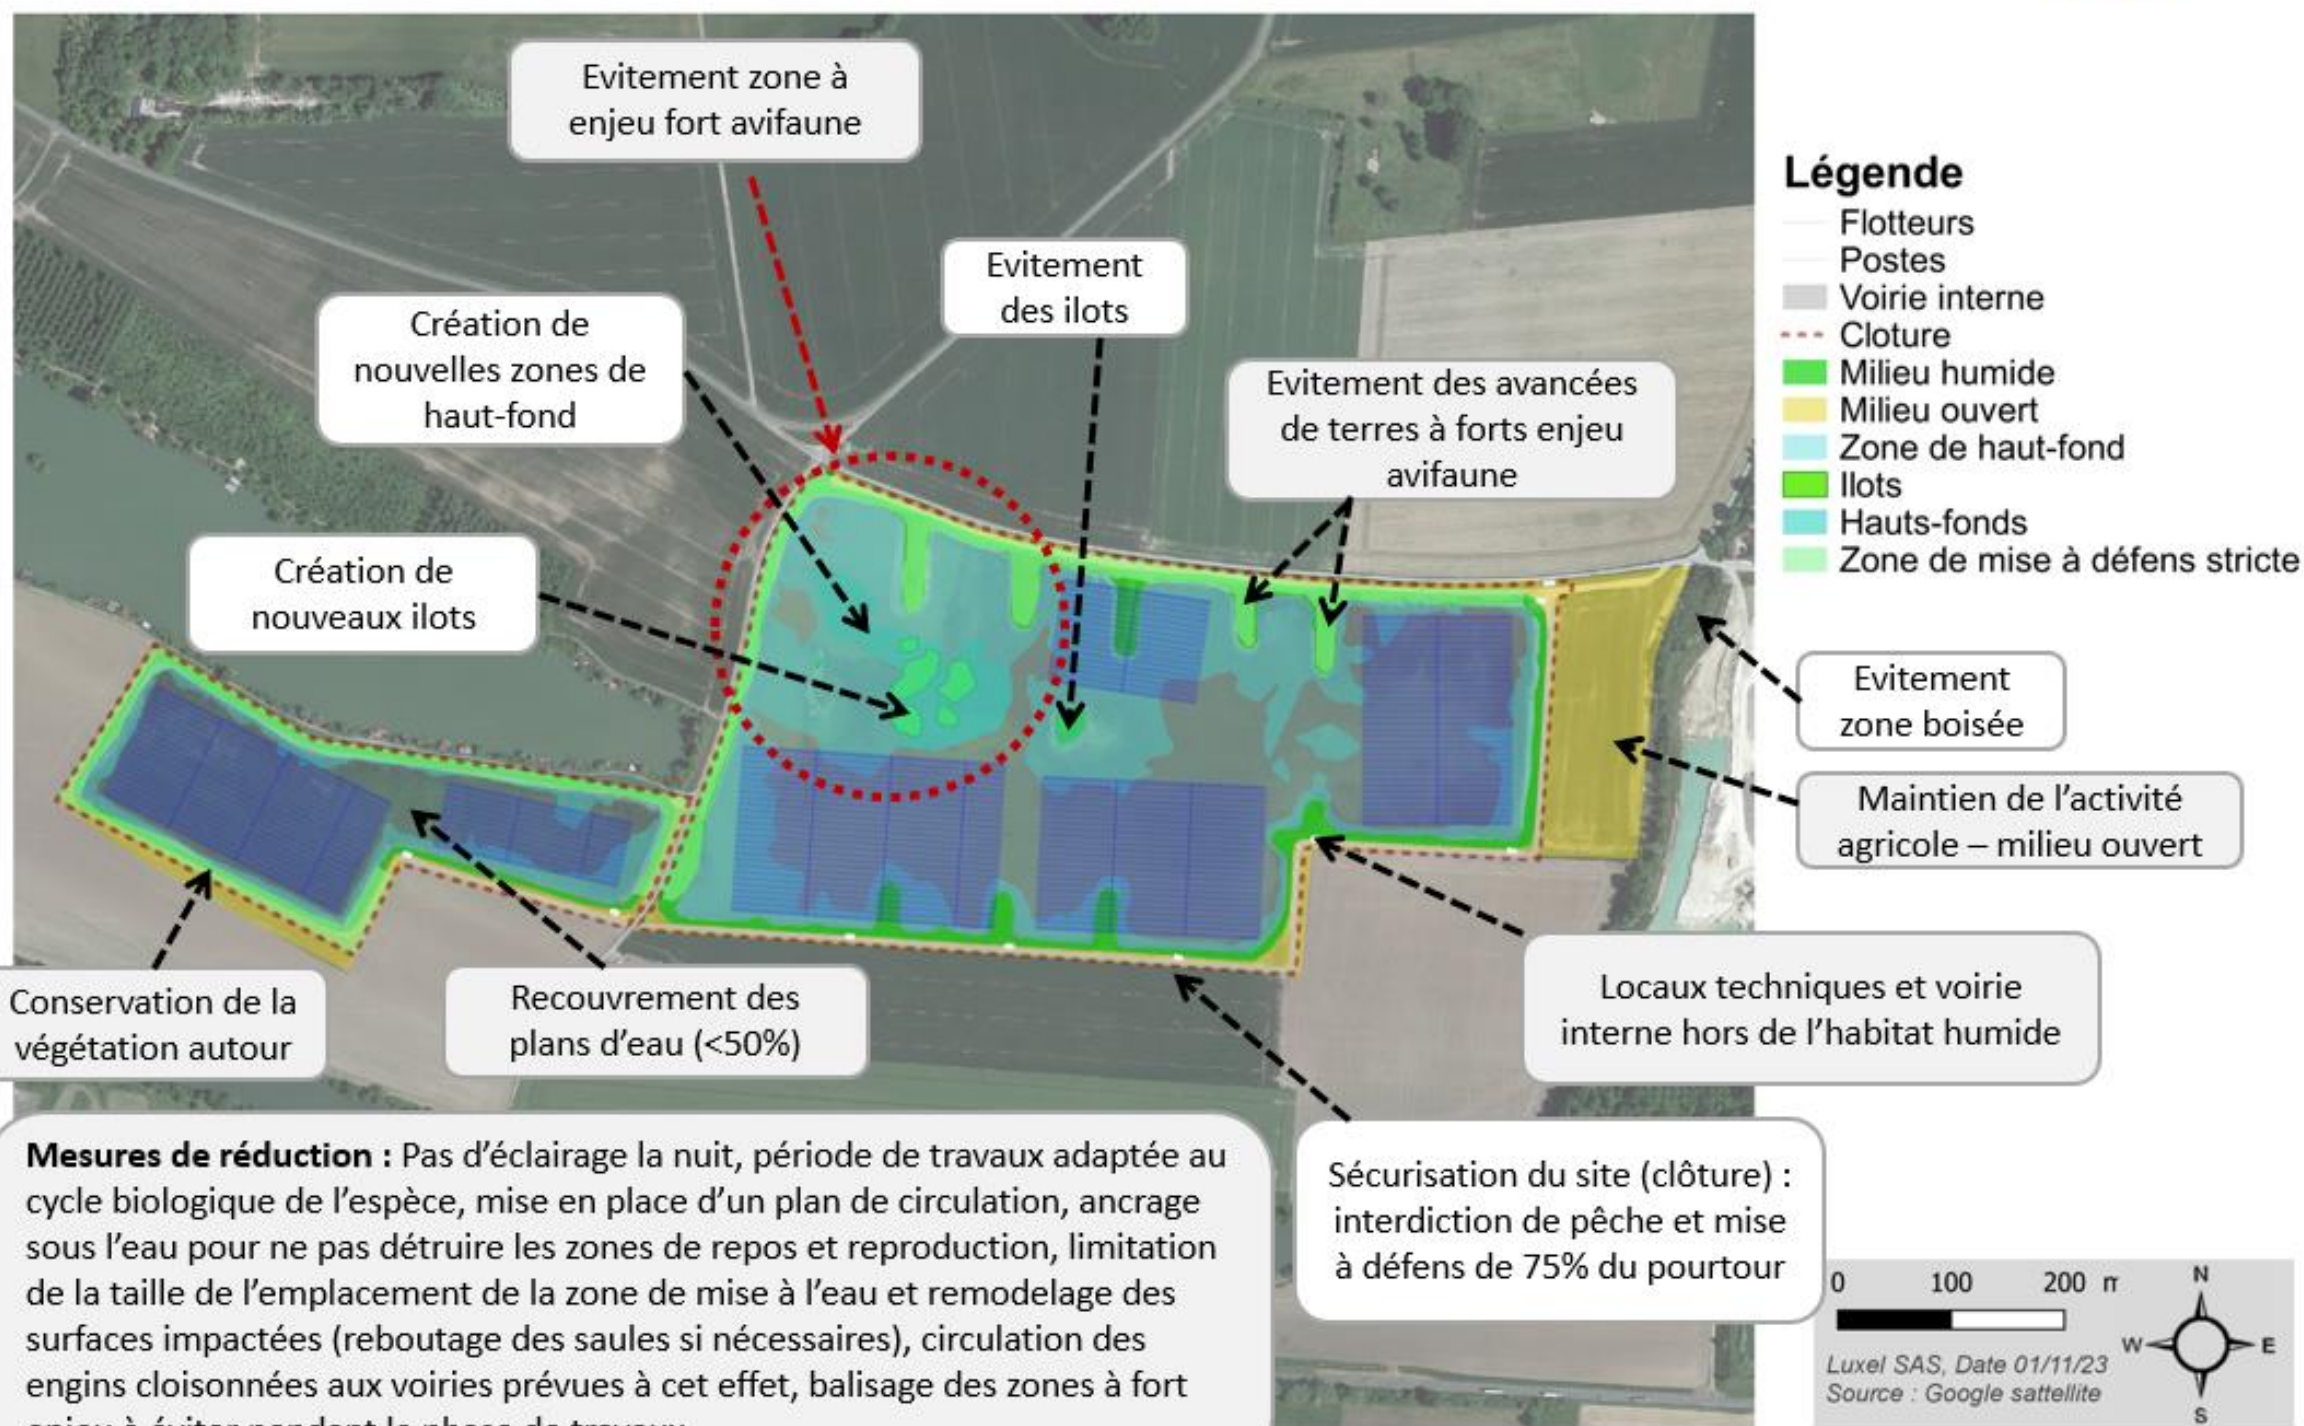 Evitement zone à
enjeu fort avifaune
Evitement
des ilots
Création de
nouvelles zones de
haut-fond
Evitement des avancées
de terres à forts enjeu
avifaune
Création de
nouveaux ilots
Légende
Flotteurs
Postes
Voirie interne
Cloture
Milieu humide
Milieu ouvert
Zone de haut-fond
Ilots
Hauts-fonds
Zone de mise à défens stricte
Evitement
zone boisée
Maintien de l'activité
agricole – milieu ouvert
Conservation de la
végétation autour
Recouvrement des
plans d'eau (<50%)
Locaux techniques et voirie
interne hors de l'habitat humide
Mesures de réduction : Pas d'éclairage la nuit, période de travaux adaptée au
cycle biologique de l'espèce, mise en place d'un plan de circulation, ancrage
sous l'eau pour ne pas détruire les zones de repos et reproduction, limitation
de la taille de l'emplacement de la zone de mise à l'eau et remodelage des
surfaces impactées (reboutage des saules si nécessaires), circulation des
engins cloisonnées aux voiries prévues à cet effet, balisage des zones à fort
enjeu à éviter pendant la phase de travaux
Sécurisation du site (clôture) :
interdiction de pêche et mise
à défens de 75% du pourtour
0 100 200 m
N
W E
S
Luxel SAS, Date 01/11/23
Source : Google sattellite